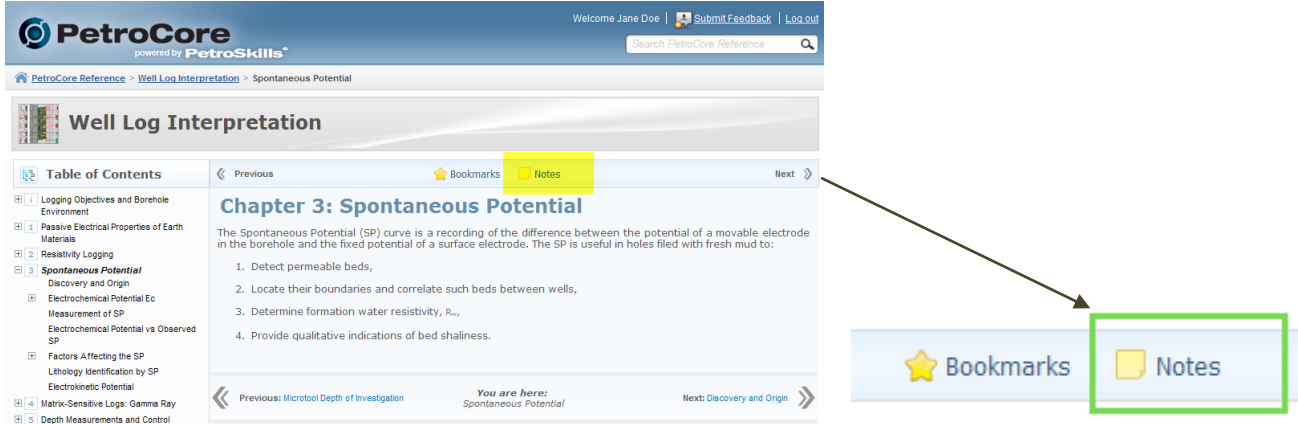 PetroCore
powered by PetroSkills®
Welcome Jane Doe | Submit Feedback | Log out
Search PetroCore Reference
PetroCore Reference > Well Log Interpretation > Spontaneous Potential
Well Log Interpretation
Table of Contents
Previous
Bookmarks
Notes
Next
i Logging Objectives and Borehole
Environment
1 Passive Electrical Properties of Earth
Materials
2 Resistivity Logging
3 Spontaneous Potential
Discovery and Origin
Electrochemical Potential Ec
Measurement of SP
Electrochemical Potential vs Observed
SP
Factors Affecting the SP
Lithology Identification by SP
Electrokinetic Potential
4 Matrix-Sensitive Logs: Gamma Ray
5 Depth Measurements and Control
Chapter 3: Spontaneous Potential
The Spontaneous Potential (SP) curve is a recording of the difference between the potential of a movable electrode
in the borehole and the fixed potential of a surface electrode. The SP is useful in holes filed with fresh mud to:
1. Detect permeable beds,
2. Locate their boundaries and correlate such beds between wells,
3. Determine formation water resistivity, Rw,
4. Provide qualitative indications of bed shaliness.
Previous: Microtool Depth of Investigation
You are here:
Spontaneous Potential
Next: Discovery and Origin
Bookmarks
Notes